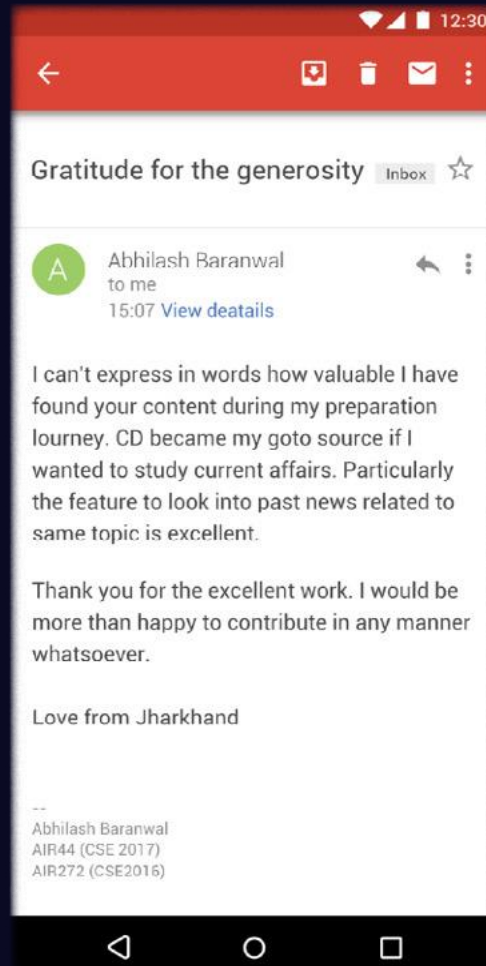 12:30
Gratitude for the generosity Inbox
A
Abhilash Baranwal
to me
15:07 View deatails
I can't express in words how valuable I have
found your content during my preparation
lourney. CD became my goto source if I
wanted to study current affairs. Particularly
the feature to look into past news related to
same topic is excellent.
Thank you for the excellent work. I would be
more than happy to contribute in any manner
whatsoever.
Love from Jharkhand
--
Abhilash Baranwal
AIR44 (CSE 2017)
AIR272 (CSE2016)